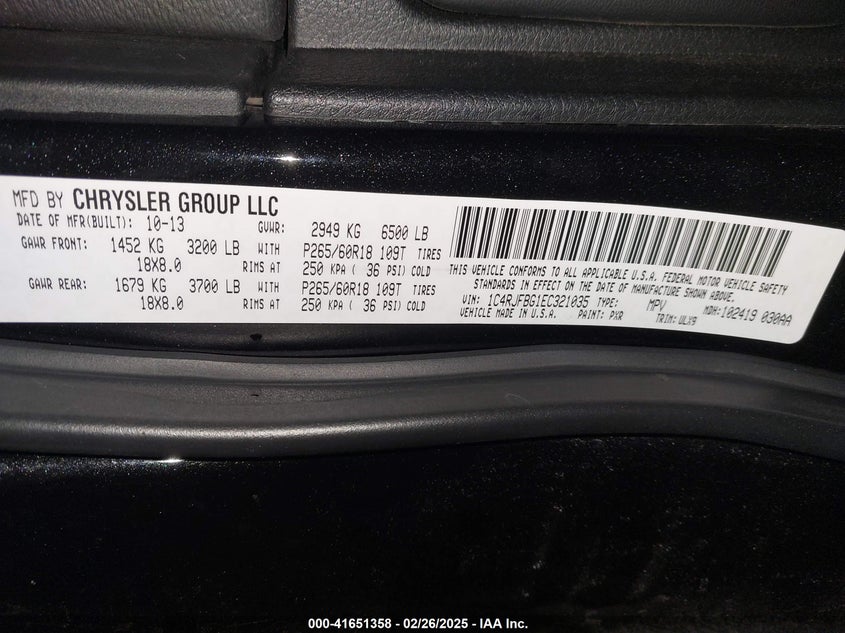 MFD BY CHRYSLER GROUP LLC
DATE OF MFR(BUILT): 10-13 GVWR: 2949 KG 6500 LB
GAWR FRONT: 1452 KG 3200 LB WITH P265/60R18 109T TIRES
18X8.0 RIMS AT 250 KPA ( 36 PSI) COLD
GAWR REAR: 1679 KG 3700 LB WITH P265/60R18 109T TIRES
18X8.0 RIMS AT 250 KPA ( 36 PSI) COLD
THIS VEHICLE CONFORMS TO ALL APPLICABLE U.S.A. FEDERAL MOTOR VEHICLE SAFETY
STANDARDS IN EFFECT ON THE DATE OF MANUFACTURE SHOWN ABOVE.
VIN: 1C4RJFBG1EC321035 TYPE: MPV MDH: 102419 030AA
VEHICLE MADE IN U.S.A. PAINT: PXR TRIM: ULX9
000-41651358 - 02/26/2025 - IAA Inc.